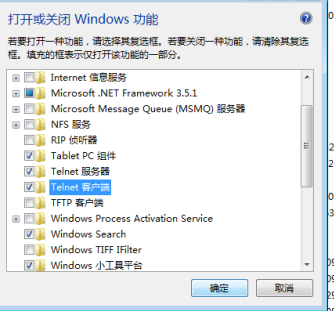 打开或关闭 Windows 功能
若要打开一种功能，请选择其复选框。若要关闭一种功能，请清除其复选
框。填充的框表示仅打开该功能的一部分。
Internet 信息服务
Microsoft .NET Framework 3.5.1
Microsoft Message Queue (MSMQ) 服务器
NFS 服务
RIP 侦听器
Tablet PC 组件
Telnet 服务器
Telnet 客户端
TFTP 客户端
Windows Process Activation Service
Windows Search
Windows TIFF IFilter
Windows 小工具平台
确定 取消